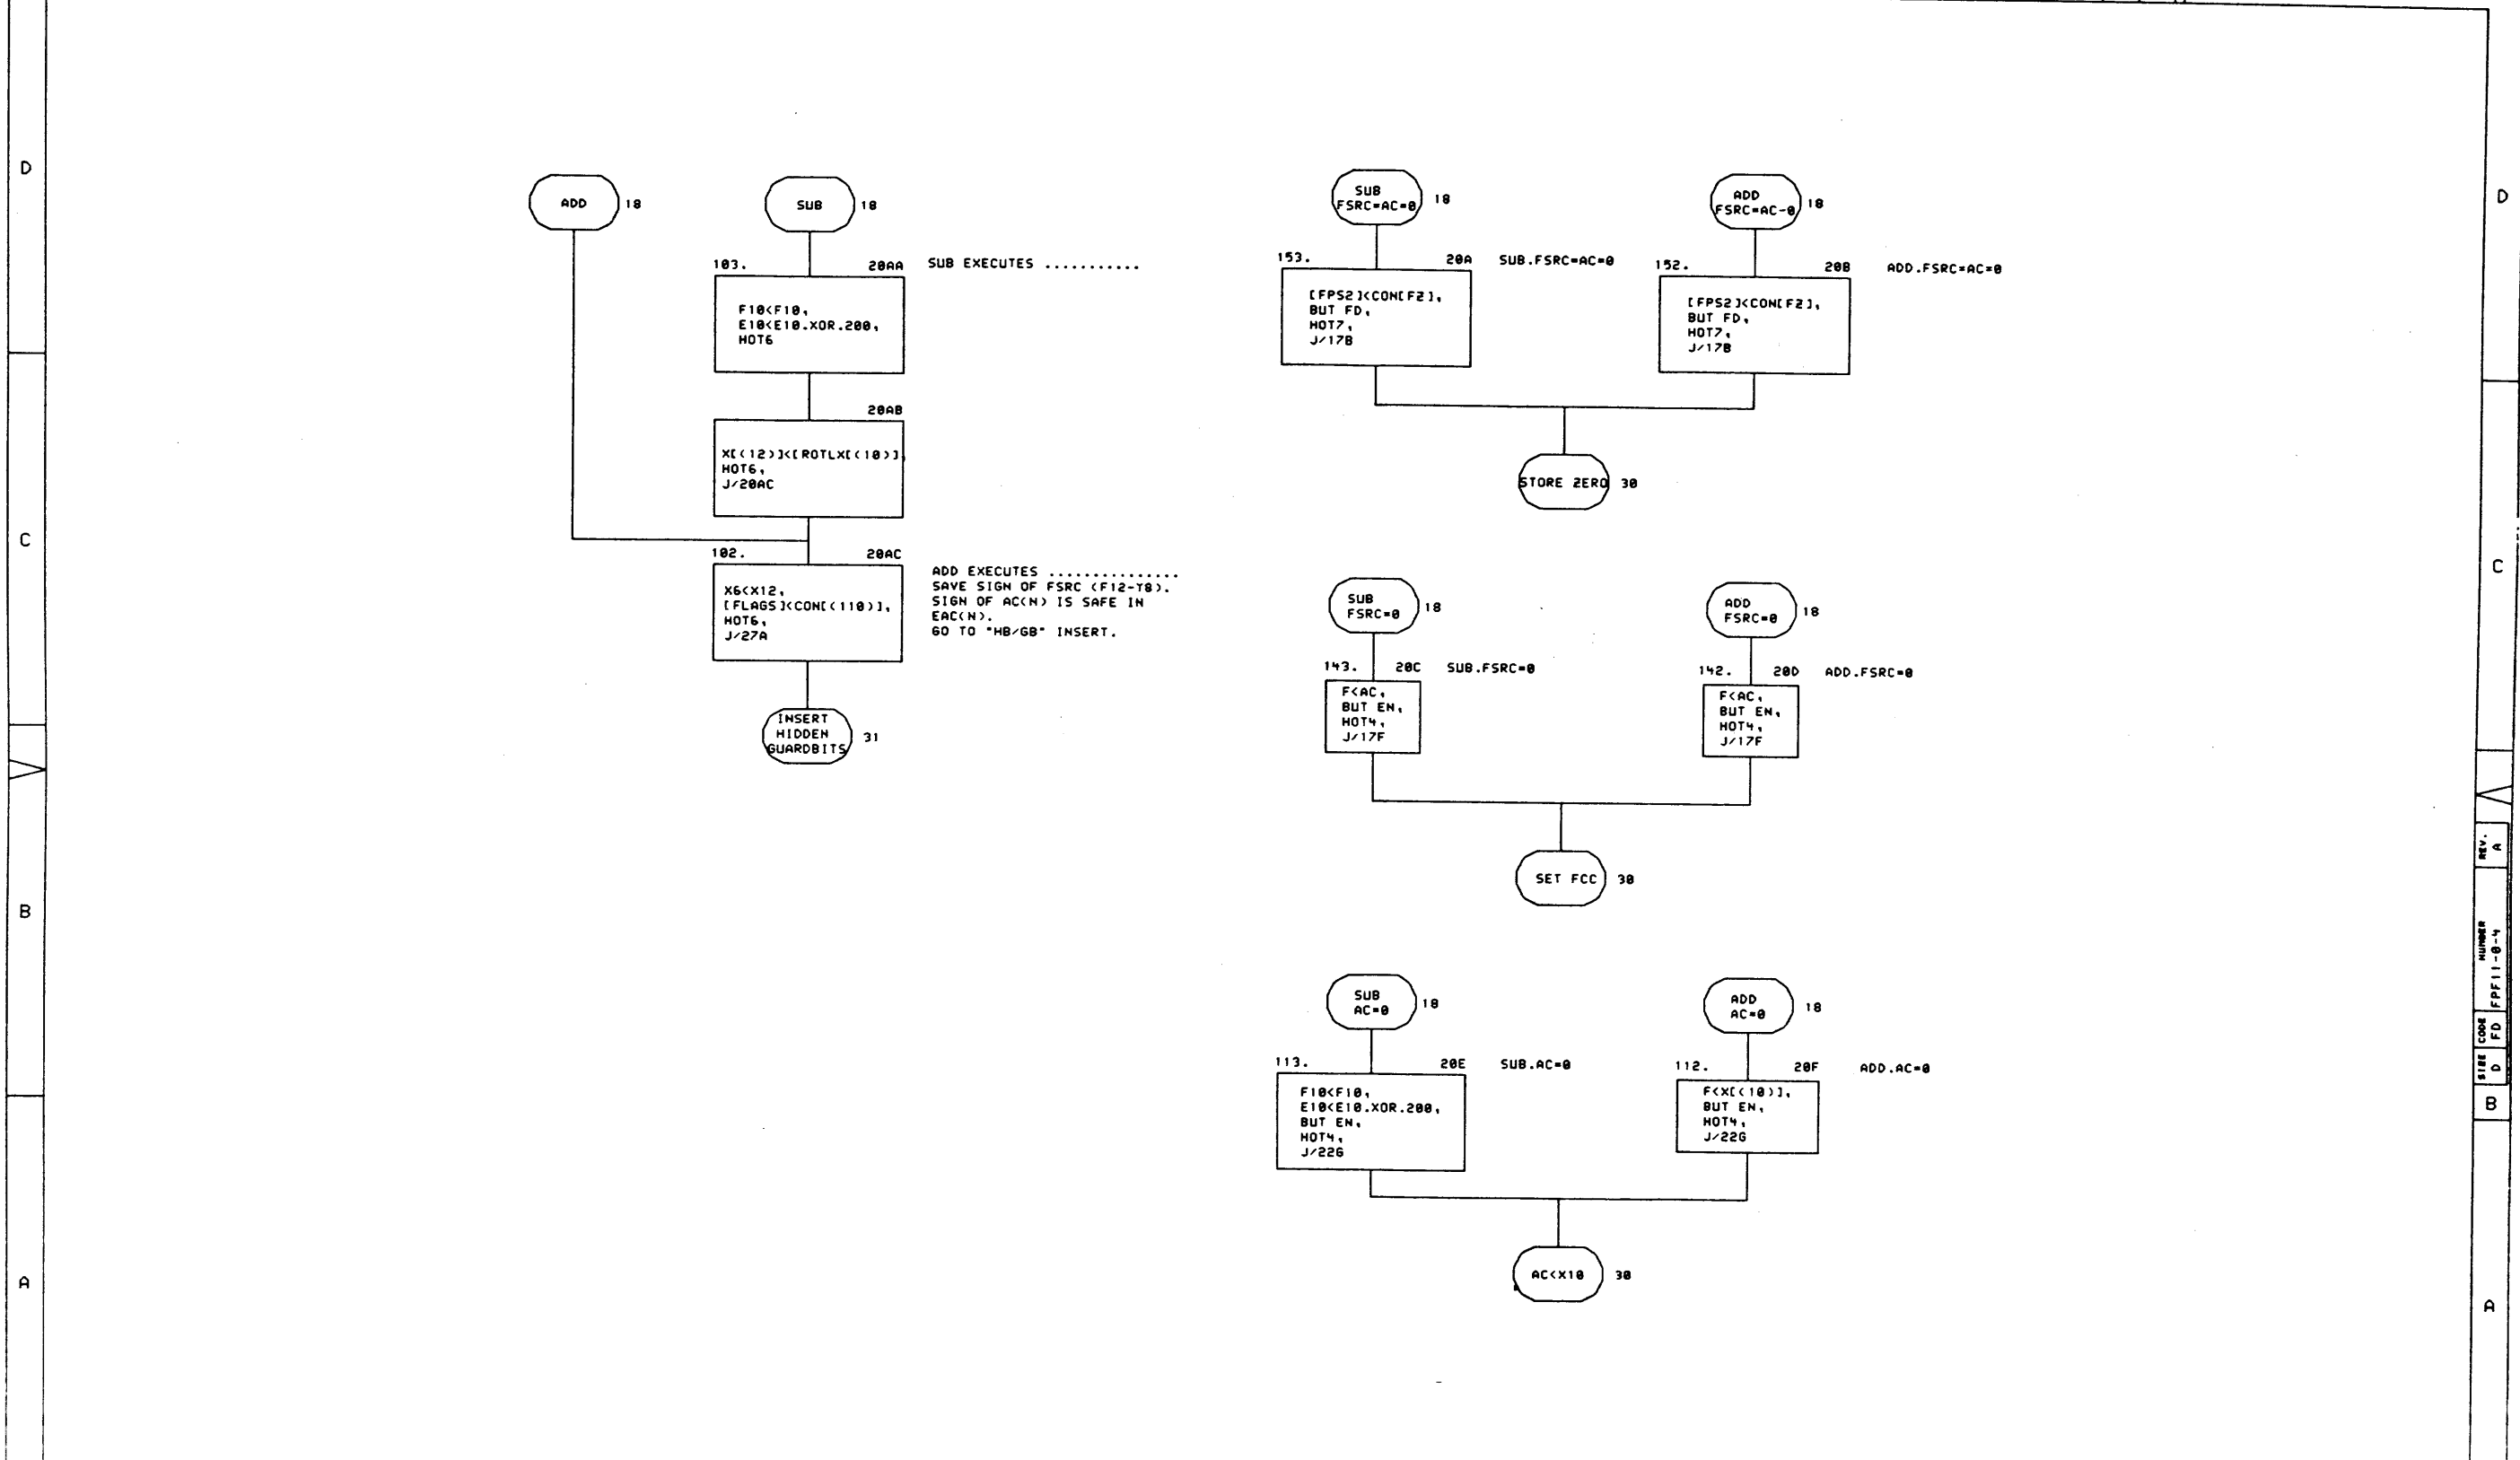 D
C
B
A
ADD 18
SUB 18
103. 20AA SUB EXECUTES ...........
F10<F10,
E10<E10.XOR.200,
HOT6
20AB
X[(12)]<[ROTLX[(10)]
HOT6,
J/20AC
102. 20AC
X6<X12,
[FLAGS]<CON[(110)],
HOT6,
J/27A
ADD EXECUTES ...............
SAVE SIGN OF FSRC (F12-T8).
SIGN OF AC(N) IS SAFE IN
EAC(N).
GO TO "HB/GB" INSERT.
INSERT
HIDDEN
GUARDBITS
31
SUB
FSRC=AC=0
18
153. 20A SUB.FSRC=AC=0
[FPS2]<CON[F2],
BUT FD,
HOT7,
J/17B
ADD
FSRC=AC-0
18
152. 20B ADD.FSRC=AC=0
[FPS2]<CON[F2],
BUT FD,
HOT7,
J/17B
STORE ZERO 30
SUB
FSRC=0
18
143. 20C SUB.FSRC=0
F<AC,
BUT EN,
HOT4,
J/17F
ADD
FSRC=0
18
142. 20D ADD.FSRC=0
F<AC,
BUT EN,
HOT4,
J/17F
SET FCC 30
SUB
AC=0
18
113. 20E SUB.AC=0
F10<F10,
E10<E10.XOR.200,
BUT EN,
HOT4,
J/22G
ADD
AC=0
18
112. 20F ADD.AC=0
F<X[(10)],
BUT EN,
HOT4,
J/22G
AC<X10 30
D
C
REV.
A
NUMBER
FPF11-0-4
CODE
FD
SIZE
D
B
A